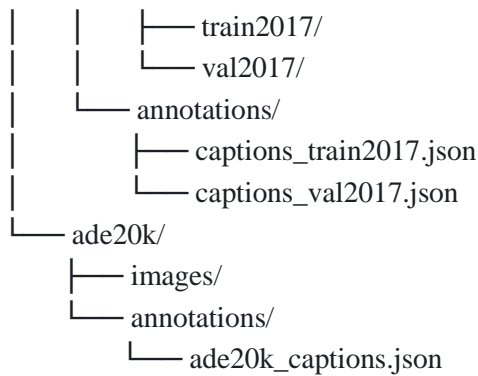 │ │ ├── train2017/
│ │ └── val2017/
│ └── annotations/
│ ├── captions_train2017.json
│ └── captions_val2017.json
└── ade20k/
├── images/
└── annotations/
└── ade20k_captions.json